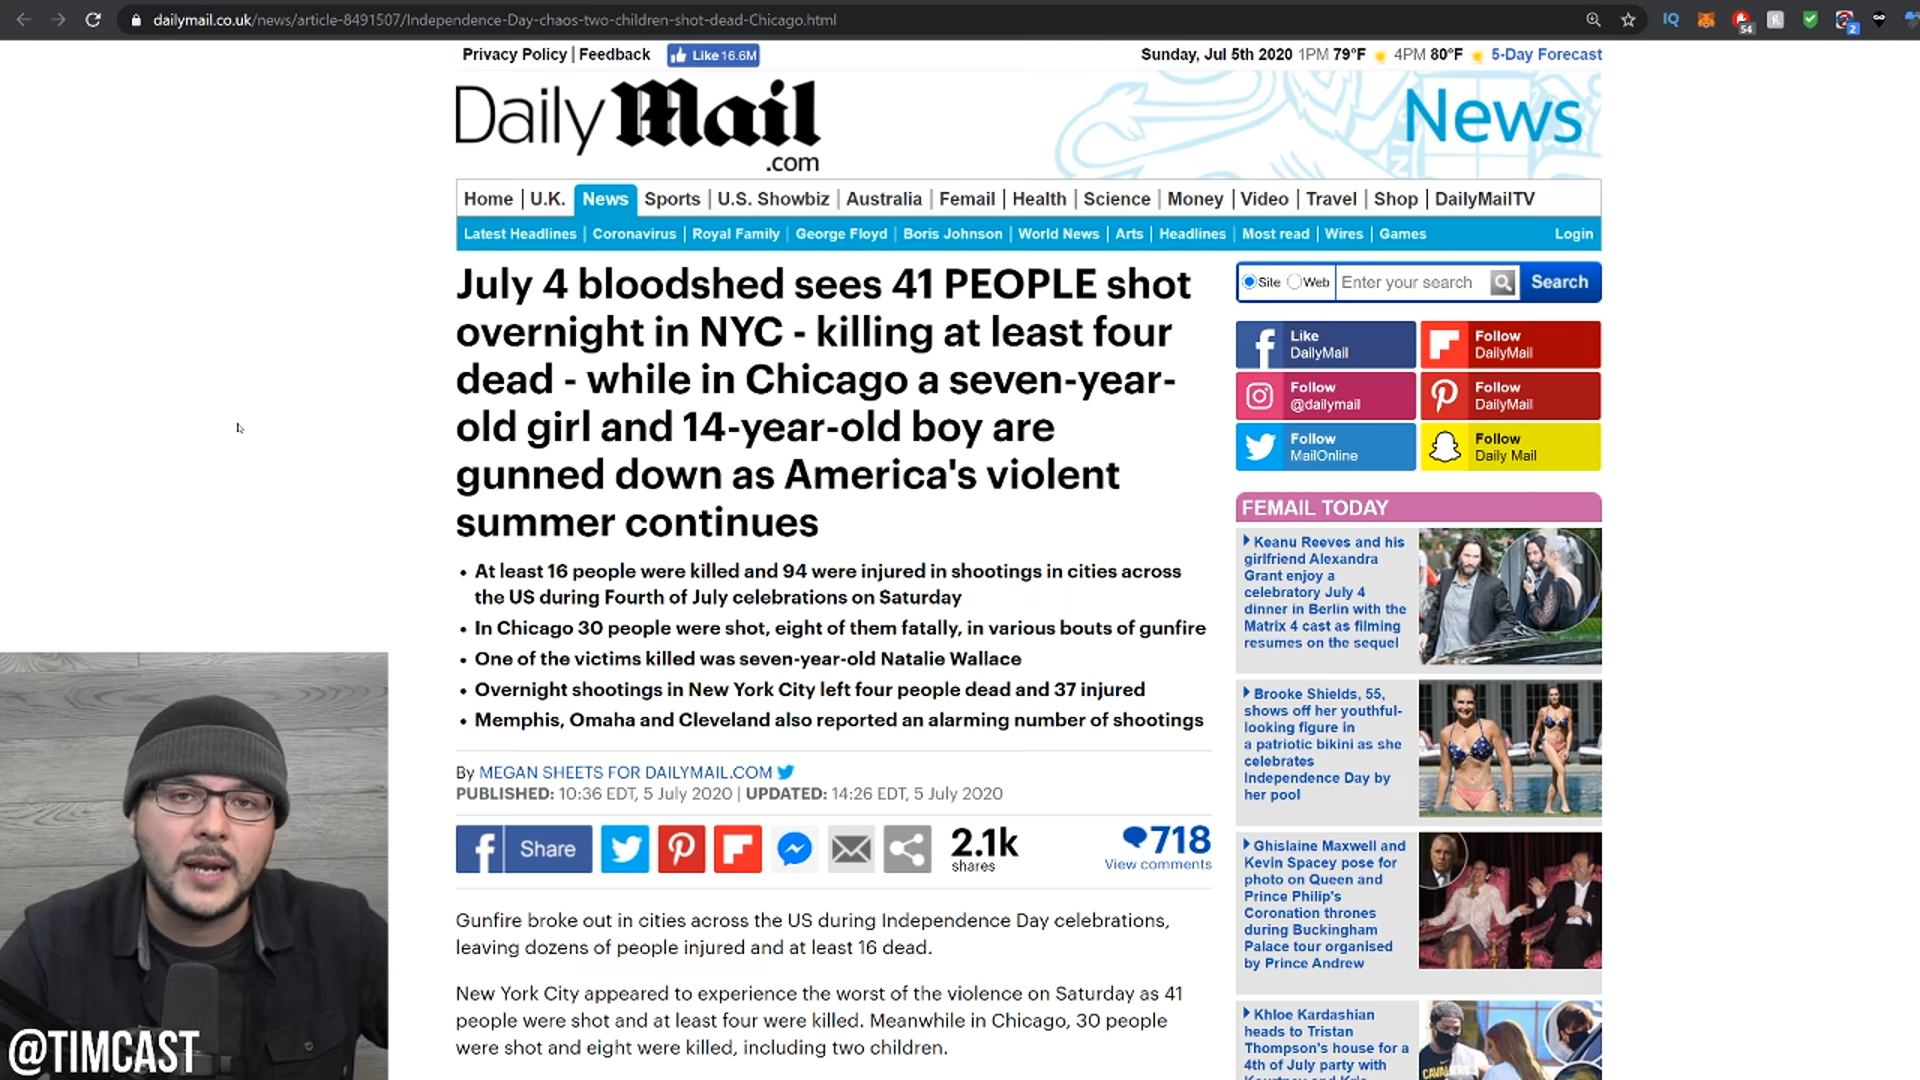 dailymail.co.uk/news/article-8491507/Independence-Day-chaos-two-children-shot-dead-Chicago.html
IQ
54
2
Privacy Policy | Feedback
Like 16.6M
Sunday, Jul 5th 2020 1PM 79°F 4PM 80°F 5-Day Forecast
Daily Mail
.com
News
Home | U.K. News Sports | U.S. Showbiz | Australia | Femail | Health | Science | Money | Video | Travel | Shop | DailyMailTV
Latest Headlines | Coronavirus | Royal Family | George Floyd | Boris Johnson | World News | Arts | Headlines | Most read | Wires | Games
Login
July 4 bloodshed sees 41 PEOPLE shot
overnight in NYC - killing at least four
dead - while in Chicago a seven-year-
old girl and 14-year-old boy are
gunned down as America's violent
summer continues
• At least 16 people were killed and 94 were injured in shootings in cities across
the US during Fourth of July celebrations on Saturday
• In Chicago 30 people were shot, eight of them fatally, in various bouts of gunfire
• One of the victims killed was seven-year-old Natalie Wallace
• Overnight shootings in New York City left four people dead and 37 injured
• Memphis, Omaha and Cleveland also reported an alarming number of shootings
By MEGAN SHEETS FOR DAILYMAIL.COM
PUBLISHED: 10:36 EDT, 5 July 2020 | UPDATED: 14:26 EDT, 5 July 2020
Share
2.1k
shares
718
View comments
Gunfire broke out in cities across the US during Independence Day celebrations,
leaving dozens of people injured and at least 16 dead.
New York City appeared to experience the worst of the violence on Saturday as 41
people were shot and at least four were killed. Meanwhile in Chicago, 30 people
were shot and eight were killed, including two children.
Site Web Enter your search Search
Like
DailyMail
Follow
DailyMail
Follow
@dailymail
Follow
DailyMail
Follow
MailOnline
Follow
Daily Mail
FEMAIL TODAY
Keanu Reeves and his
girlfriend Alexandra
Grant enjoy a
celebratory July 4
dinner in Berlin with the
Matrix 4 cast as filming
resumes on the sequel
Brooke Shields, 55,
shows off her youthful-
looking figure in
a patriotic bikini as she
celebrates
Independence Day by
her pool
Ghislaine Maxwell and
Kevin Spacey pose for
photo on Queen and
Prince Philip's
Coronation thrones
during Buckingham
Palace tour organised
by Prince Andrew
Khloe Kardashian
heads to Tristan
Thompson's house for a
4th of July party with
@TIMCAST